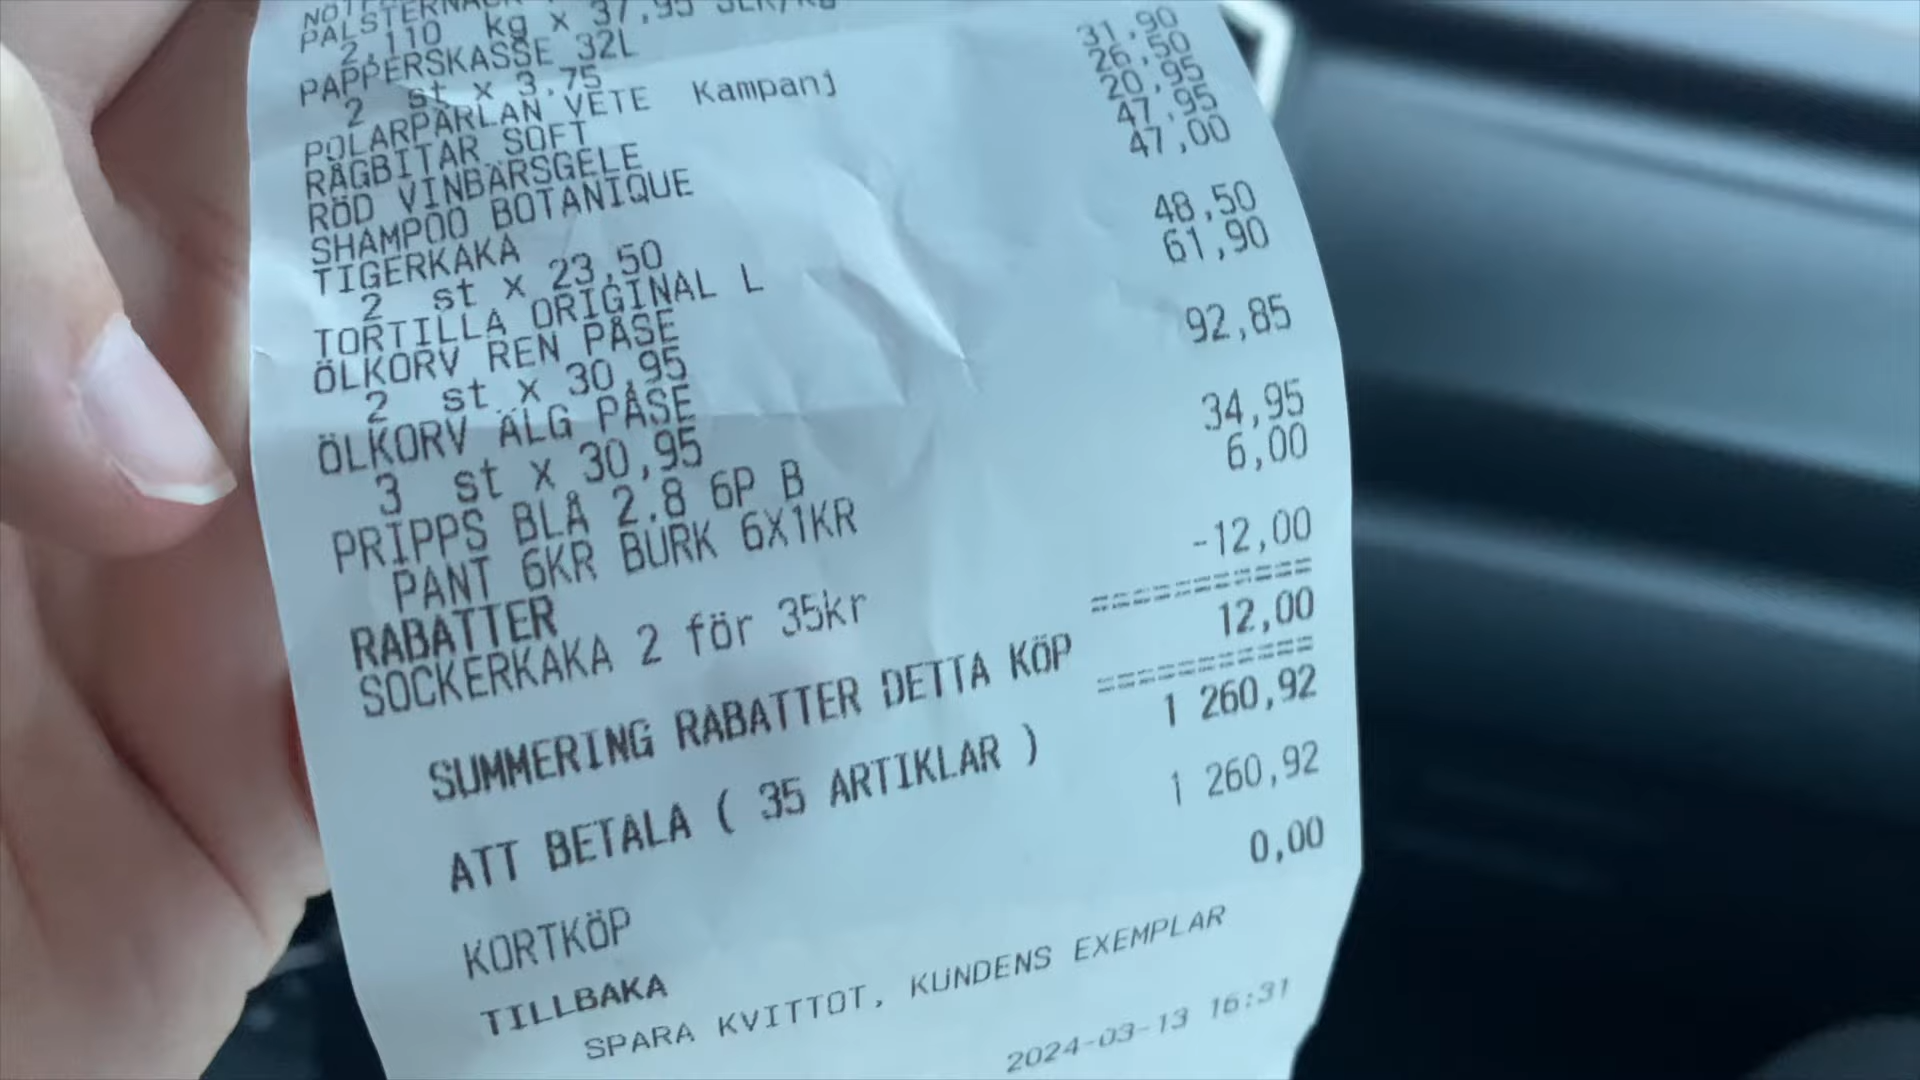 PALSTERNACK
2,110 kg x 37,95 SEK/kg
PAPPERSKASSE 32L
2 st x 3,75
POLARPÄRLAN VETE Kampanj 31,90
RÅGBITAR SOFT 26,50
RÖD VINBÄRSGELE 20,95
SHAMPOO BOTANIQUE 47,95
TIGERKAKA 47,00
2 st x 23,50
TORTILLA ORIGINAL L 48,50
ÖLKORV REN PÅSE 61,90
2 st x 30,95
ÖLKORV ÄLG PÅSE 92,85
3 st x 30,95
PRIPPS BLÅ 2.8 6P B 34,95
PANT 6KR BURK 6X1KR 6,00
RABATTER
SOCKERKAKA 2 för 35kr -12,00
============
SUMMERING RABATTER DETTA KÖP 12,00
============
ATT BETALA ( 35 ARTIKLAR ) 1 260,92
KORTKÖP 1 260,92
TILLBAKA 0,00
SPARA KVITTOT, KUNDENS EXEMPLAR
2024-03-13 16:31